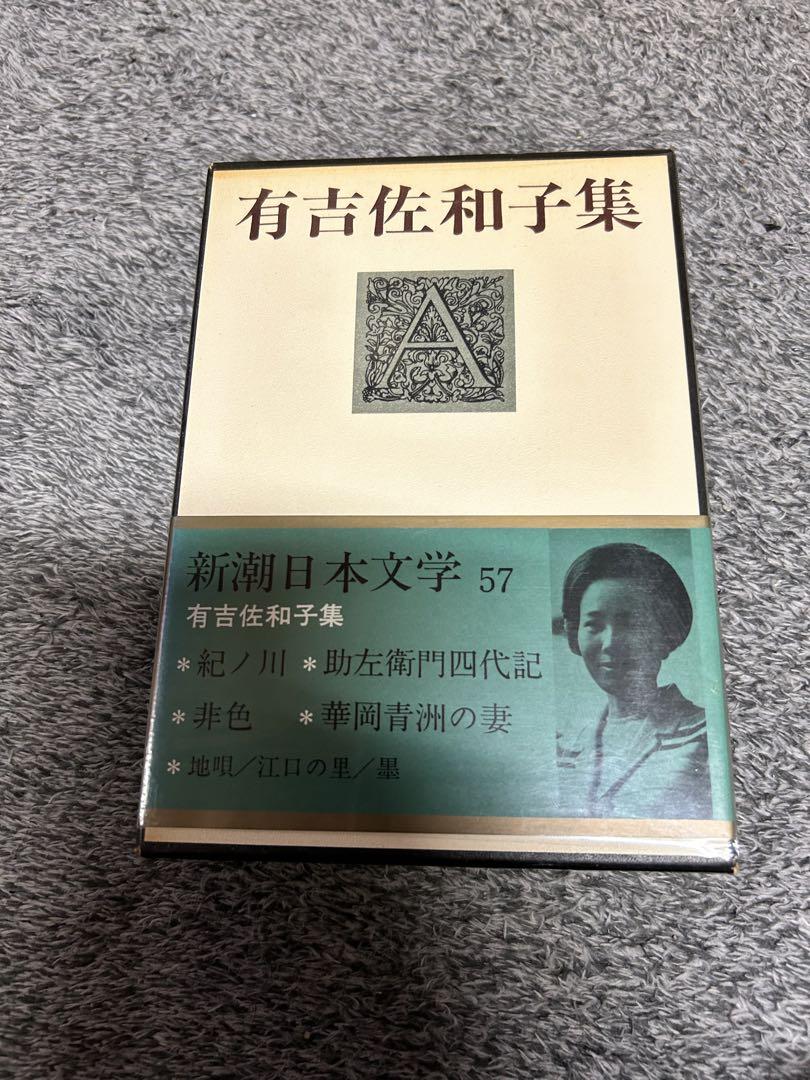 有吉佐和子集
A
新潮日本文学 57
有吉佐和子集
*紀ノ川 *助左衛門四代記
*非色 *華岡青洲の妻
*地唄/江口の里/墨